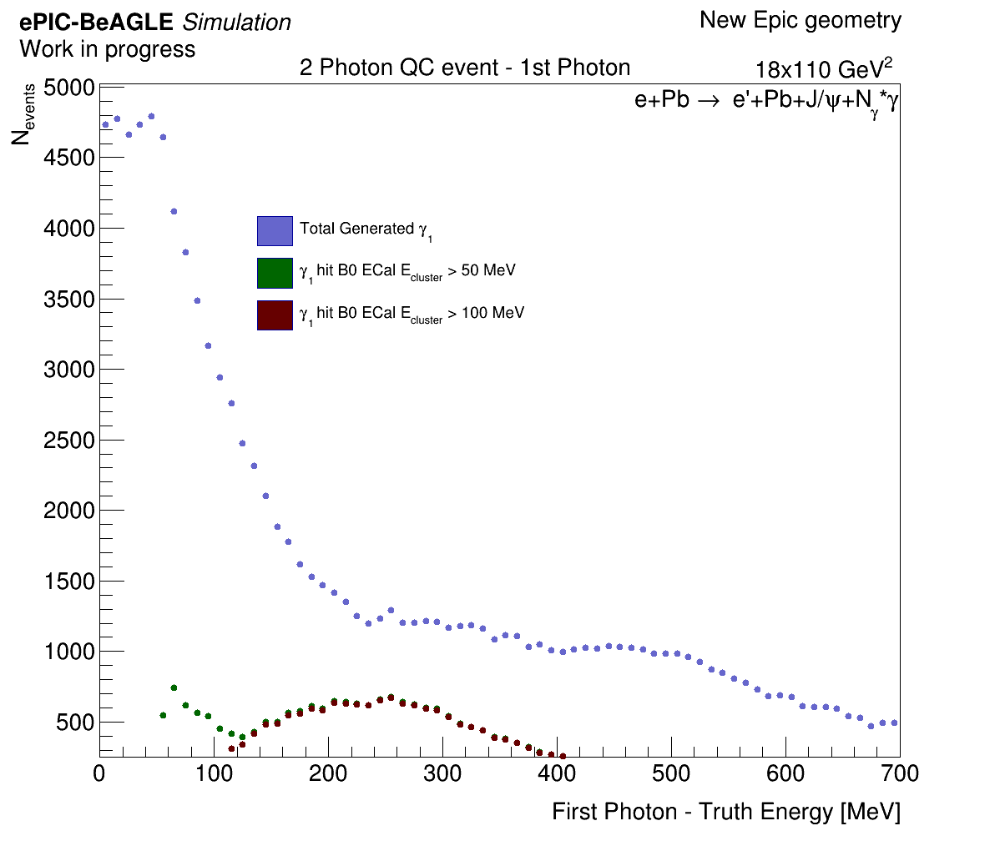 ePIC-BeAGLE Simulation
New Epic geometry
Work in progress
2 Photon QC event - 1st Photon
18x110 GeV²
e+Pb → e'+Pb+J/ψ+N_γ*γ
N_events
5000
4500
4000
3500
3000
2500
2000
1500
1000
500
Total Generated γ₁
γ₁ hit B0 ECal E_cluster > 50 MeV
γ₁ hit B0 ECal E_cluster > 100 MeV
0 100 200 300 400 500 600 700
First Photon - Truth Energy [MeV]